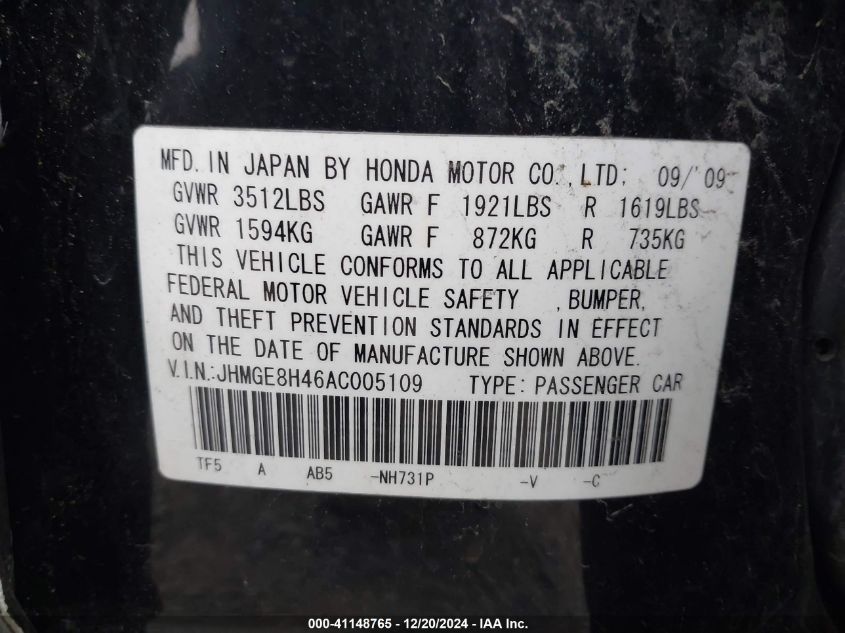 MFD. IN JAPAN BY HONDA MOTOR CO., LTD; 09/'09
GVWR 3512LBS GAWR F 1921LBS R 1619LBS
GVWR 1594KG GAWR F 872KG R 735KG
THIS VEHICLE CONFORMS TO ALL APPLICABLE
FEDERAL MOTOR VEHICLE SAFETY , BUMPER,
AND THEFT PREVENTION STANDARDS IN EFFECT
ON THE DATE OF MANUFACTURE SHOWN ABOVE.
V.I.N.:JHMGE8H46AC005109 TYPE: PASSENGER CAR
TF5 A AB5 -NH731P -V -C
000-41148765 - 12/20/2024 - IAA Inc.